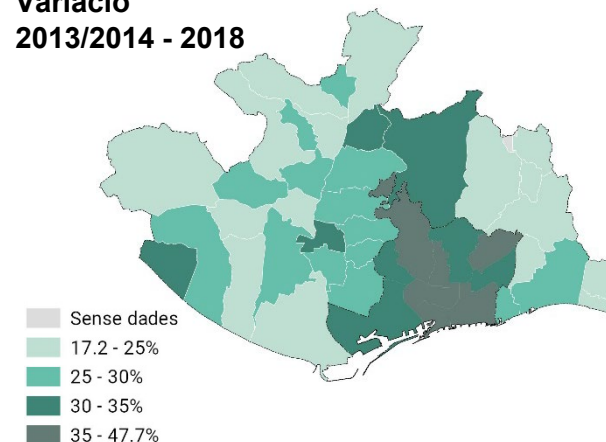 Variació
2013/2014 - 2018
Sense dades
17.2 - 25%
25 - 30%
30 - 35%
35 - 47.7%